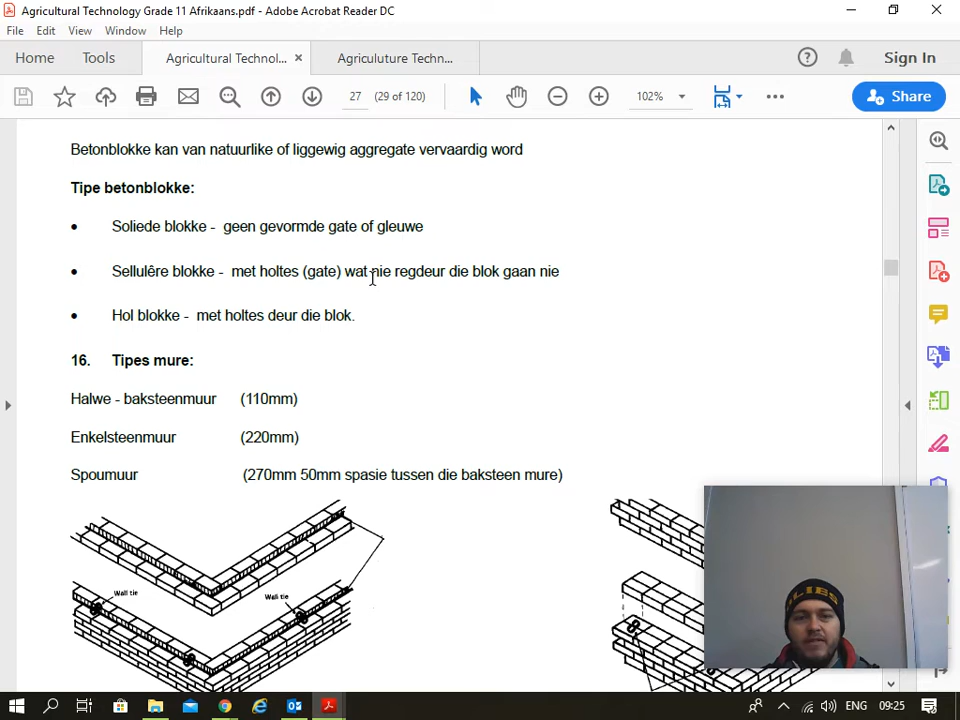 Agricultural Technology Grade 11 Afrikaans.pdf - Adobe Acrobat Reader DC
File Edit View Window Help
Home Tools Agricultural Technol... × Agriculuture Techn... Sign In
27 (29 of 120) 102% Share
Betonblokke kan van natuurlike of liggewig aggregate vervaardig word
Tipe betonblokke:
• Soliede blokke - geen gevormde gate of gleuwe
• Sellulêre blokke - met holtes (gate) wat nie regdeur die blok gaan nie
• Hol blokke - met holtes deur die blok.
16. Tipes mure:
Halwe - baksteenmuur (110mm)
Enkelsteenmuur (220mm)
Spoumuur (270mm 50mm spasie tussen die baksteen mure)
Wall tie Wall tie
ENG 09:25